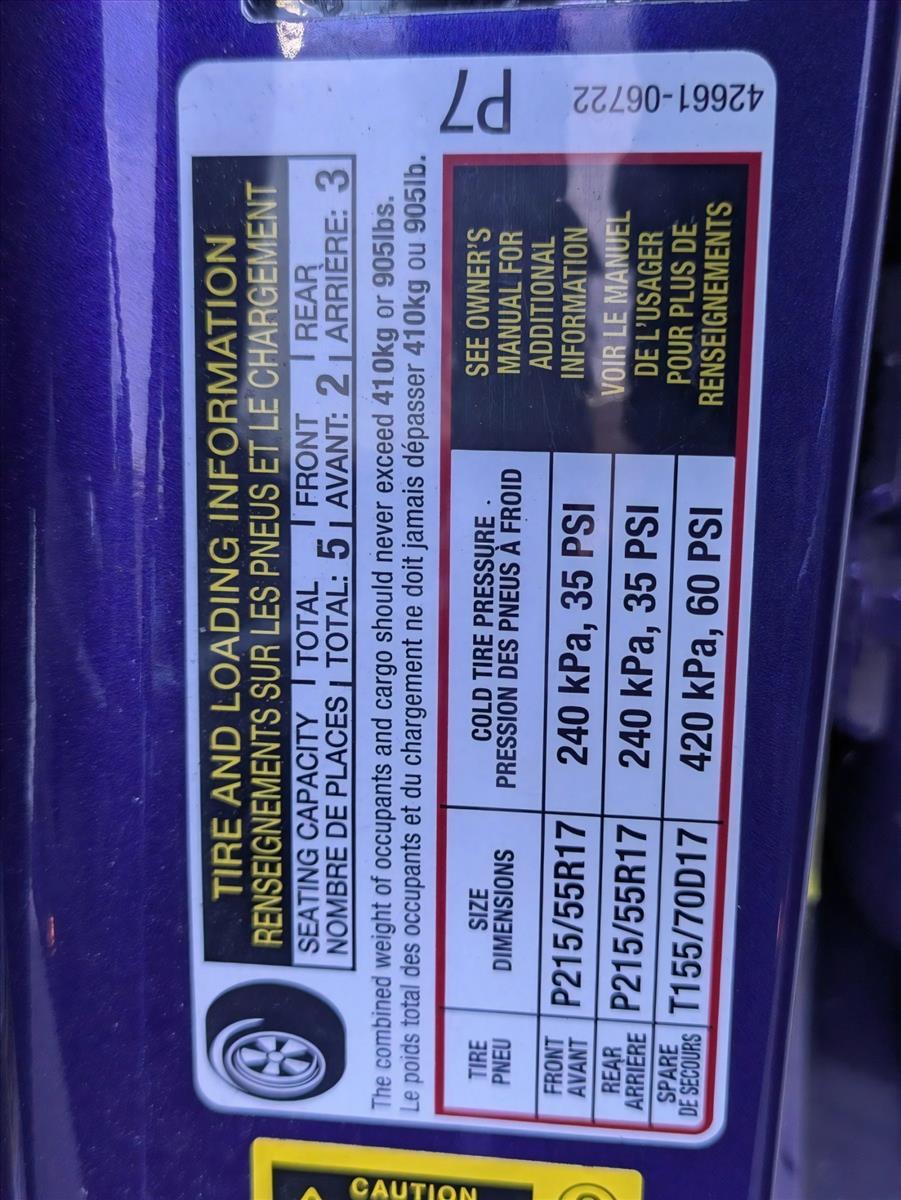 TIRE AND LOADING INFORMATION
RENSEIGNEMENTS SUR LES PNEUS ET LE CHARGEMENT
SEATING CAPACITY | TOTAL | FRONT | REAR
NOMBRE DE PLACES | TOTAL: 5 | AVANT: 2 | ARRIÈRE: 3
The combined weight of occupants and cargo should never exceed 410kg or 905lbs.
Le poids total des occupants et du chargement ne doit jamais dépasser 410kg ou 905lb.
P7
TIRE
PNEU
SIZE
DIMENSIONS
COLD TIRE PRESSURE
PRESSION DES PNEUS À FROID
FRONT
AVANT
P215/55R17
240 kPa, 35 PSI
REAR
ARRIERE
P215/55R17
240 kPa, 35 PSI
SPARE
DE SECOURS
T155/70D17
420 kPa, 60 PSI
SEE OWNER'S
MANUAL FOR
ADDITIONAL
INFORMATION
VOIR LE MANUEL
DE L'USAGER
POUR PLUS DE
RENSEIGNEMENTS
42661-06722
CAUTION